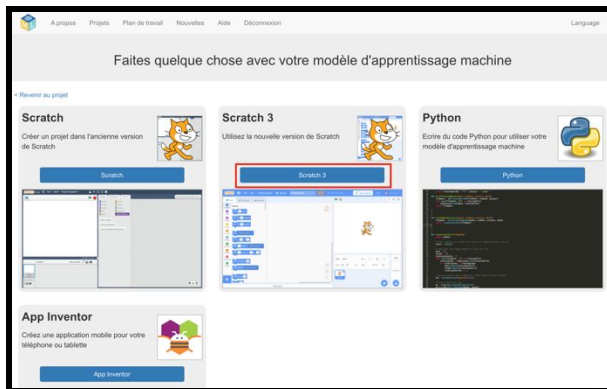 A propos Projets Plan de travail Nouvelles Aide Déconnexion Language
Faites quelque chose avec votre modèle d'apprentissage machine
< Revenir au projet
Scratch
Créer un projet dans l'ancienne version
de Scratch
Scratch
Scratch 3
Utilisez la nouvelle version de Scratch
Scratch 3
Python
Ecrire du code Python pour utiliser votre
modèle d'apprentissage machine
Python
App Inventor
Créez une application mobile pour votre
téléphone ou tablette
App Inventor